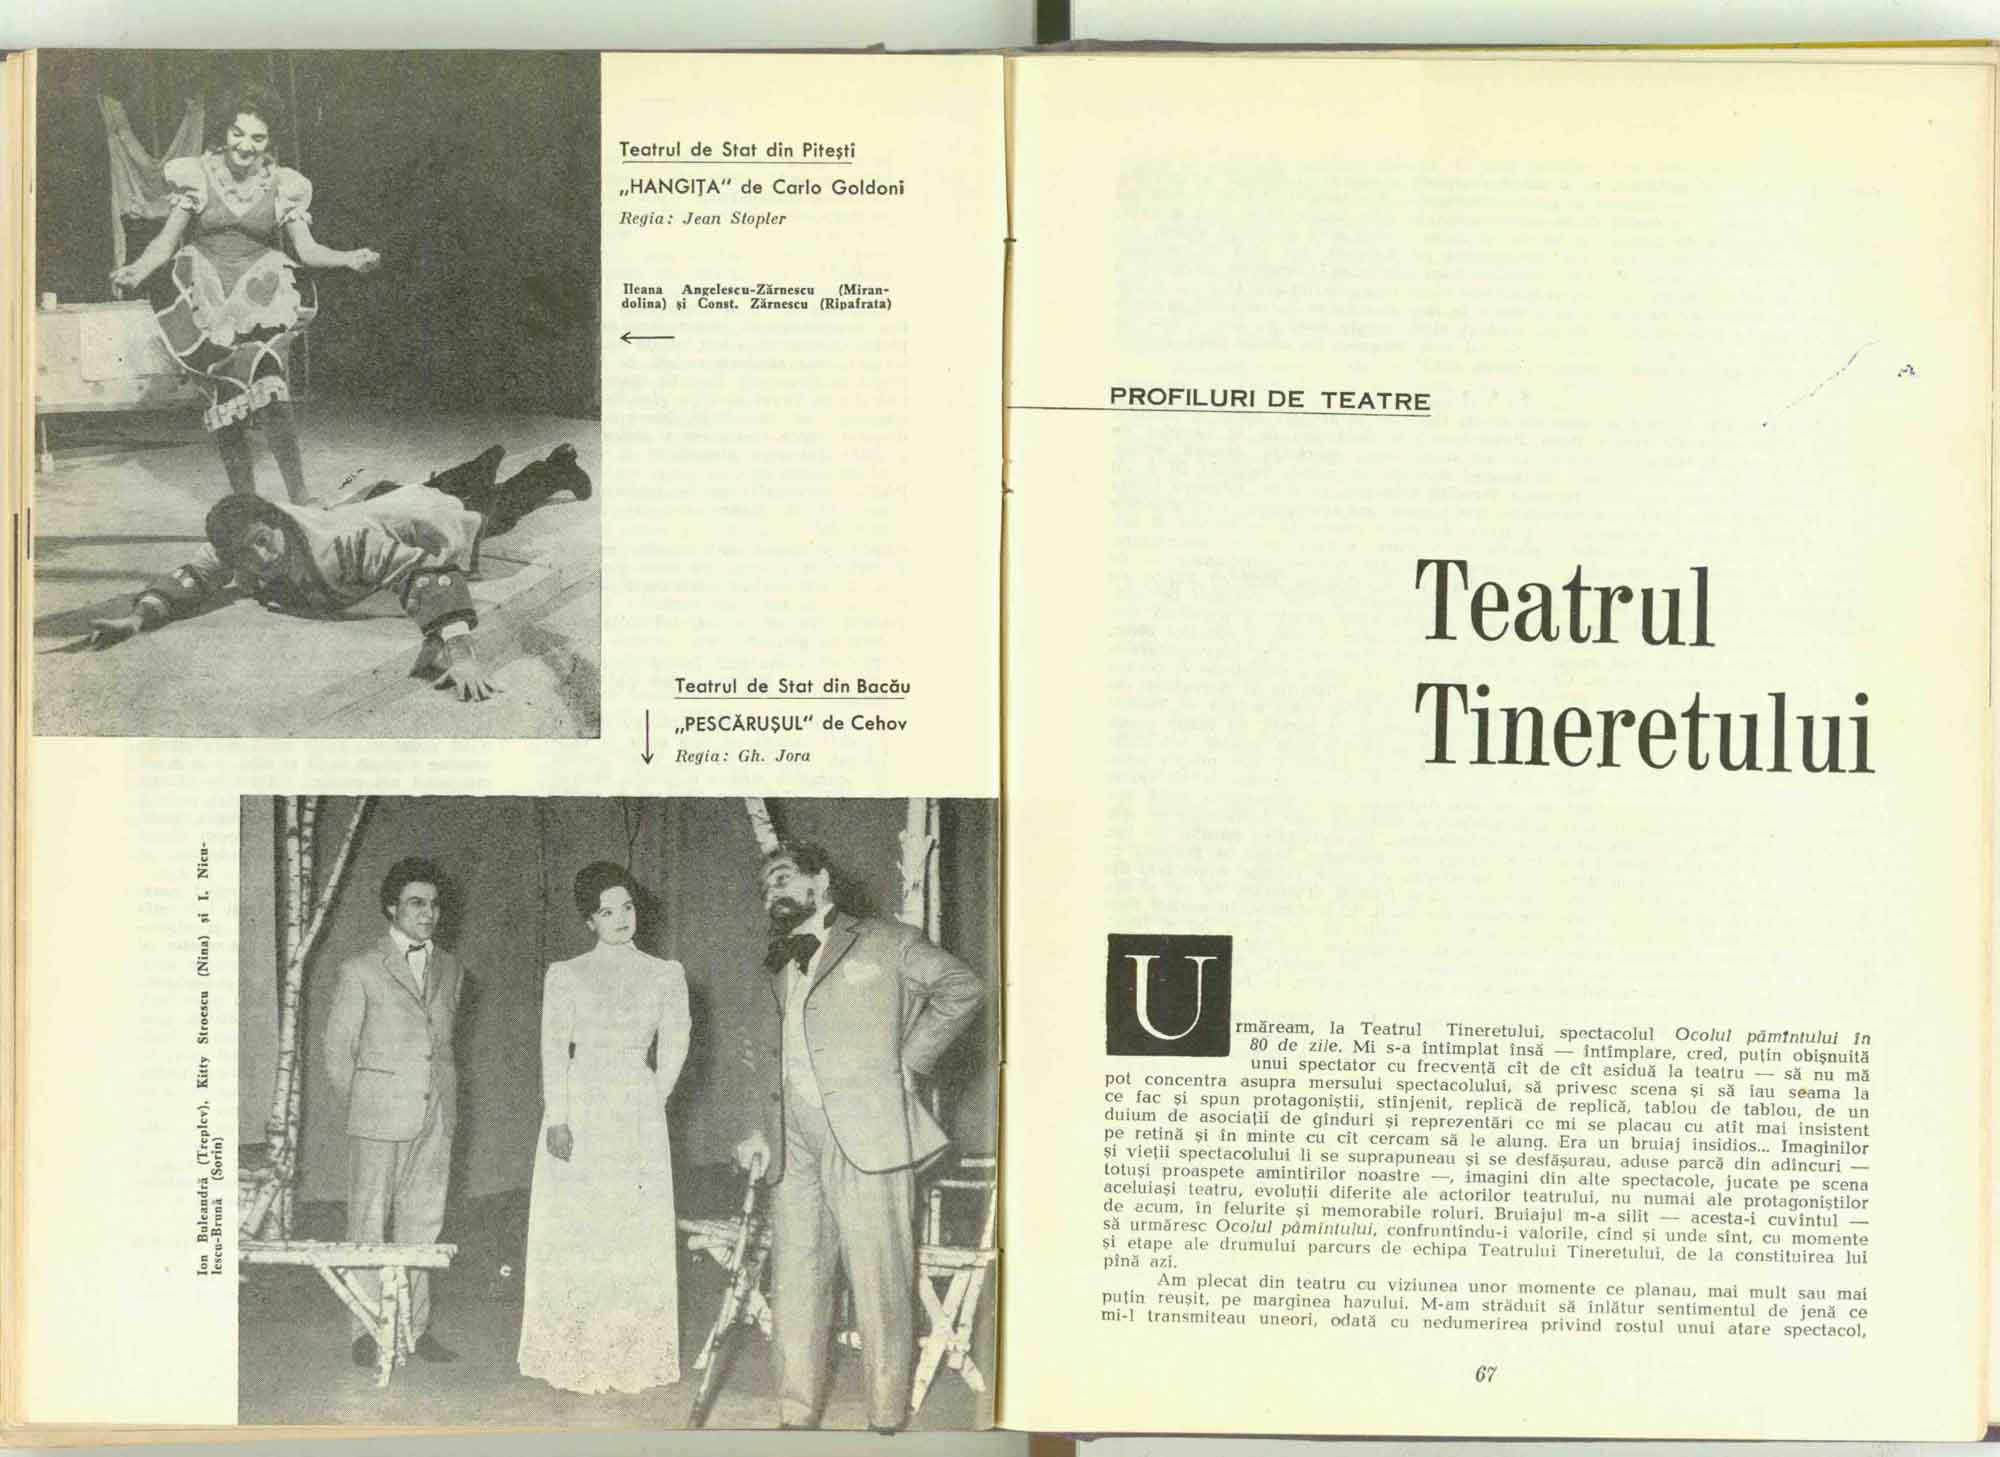 Teatrul de Stat din Pitești
„HANGIȚA" de Carlo Goldoni
Regia: Jean Stopler
Ileana Angelescu-Zărnescu (Miran-
dolina) și Const. Zărnescu (Ripafrata)
Teatrul de Stat din Bacău
„PESCĂRUȘUL" de Cehov
Regia: Gh. Jora
Ion Buleandră (Treplev), Kitty Stroescu (Nina) și I. Nicu-
lescu-Brună (Sorin)
PROFILURI DE TEATRE
Teatrul
Tineretului
Urmăream, la Teatrul Tineretului, spectacolul Ocolul pămîntului în
80 de zile. Mi s-a întîmplat însă — întîmplare, cred, puțin obișnuită
unui spectator cu frecvență cît de cît asiduă la teatru — să nu mă
pot concentra asupra mersului spectacolului, să privesc scena și să iau seama la
ce fac și spun protagoniștii, stînjenit, replică de replică, tablou de tablou, de un
duium de asociații de gînduri și reprezentări ce mi se placau cu atît mai insistent
pe retină și în minte cu cît cercam să le alung. Era un bruiaj insidios... Imaginilor
și vieții spectacolului li se suprapuneau și se desfășurau, aduse parcă din adîncuri —
totuși proaspete amintirilor noastre —, imagini din alte spectacole, jucate pe scena
aceluiași teatru, evoluții diferite ale actorilor teatrului, nu numai ale protagoniștilor
de acum, în felurite și memorabile roluri. Bruiajul m-a silit — acesta-i cuvîntul —
să urmăresc Ocolul pămîntului, confruntîndu-i valorile, cînd și unde sînt, cu momente
și etape ale drumului parcurs de echipa Teatrului Tineretului, de la constituirea lui
pînă azi.
Am plecat din teatru cu viziunea unor momente ce planau, mai mult sau mai
puțin reușit, pe marginea hazului. M-am străduit să înlătur sentimentul de jenă ce
mi-l transmiteau uneori, odată cu nedumerirea privind rostul unui atare spectacol,
67